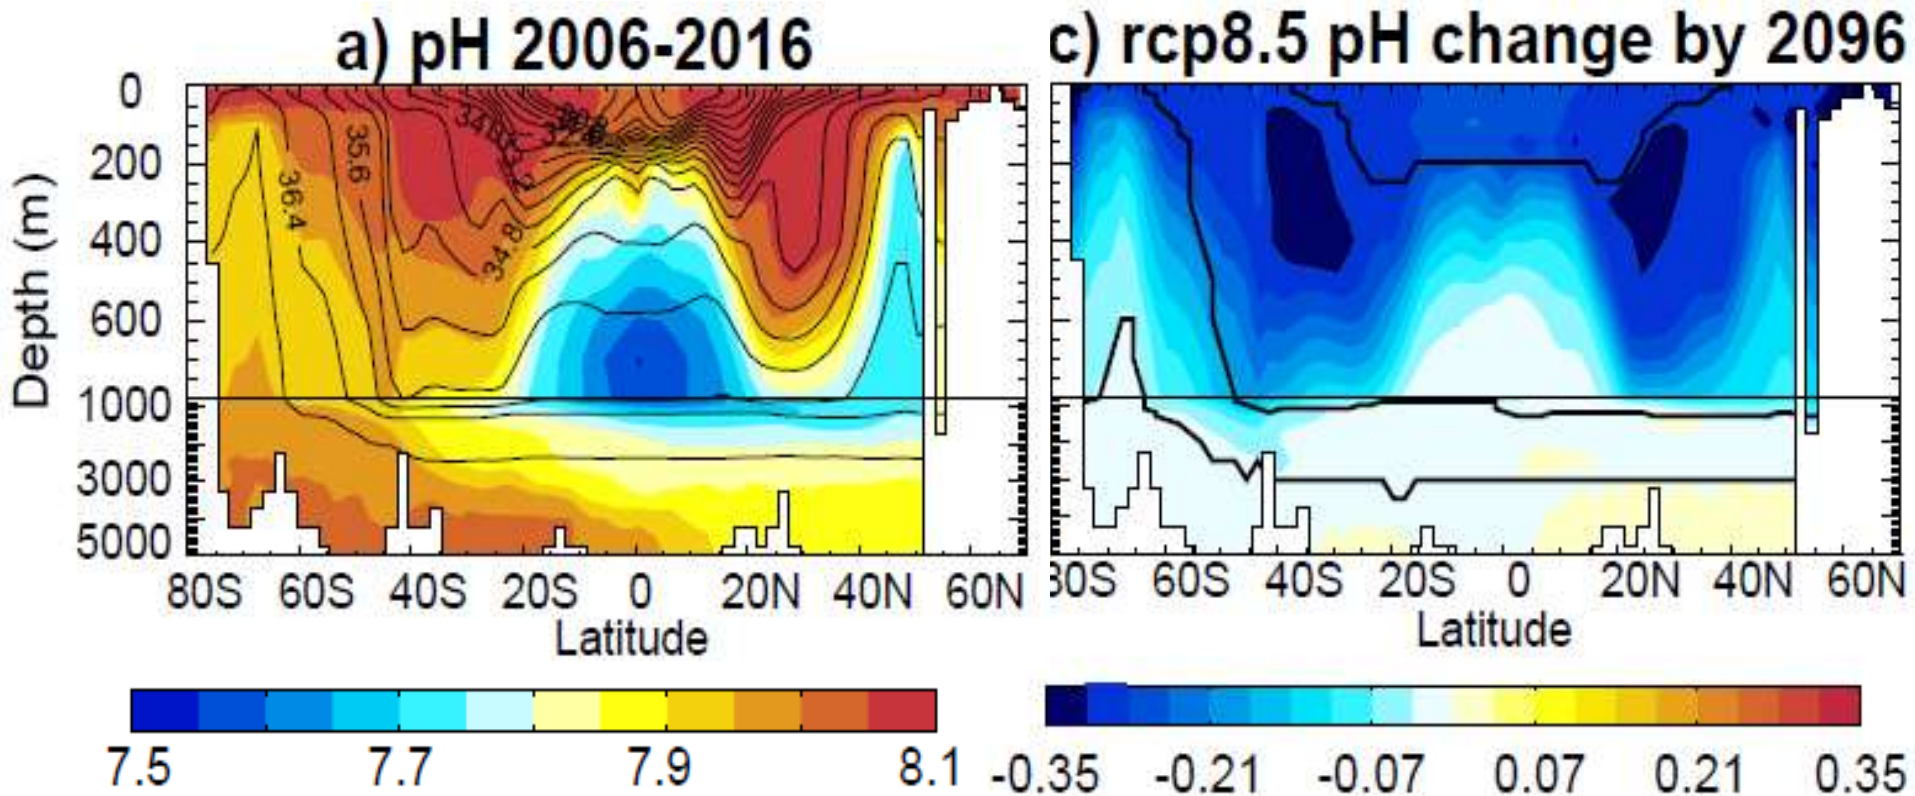 a) pH 2006-2016
c) rcp8.5 pH change by 2096
0
200
400
600
1000
3000
5000
Depth (m)
36.4
35.6
34.8
80S 60S 40S 20S 0 20N 40N 60N
Latitude
80S 60S 40S 20S 0 20N 40N 60N
Latitude
7.5 7.7 7.9 8.1
-0.35 -0.21 -0.07 0.07 0.21 0.35